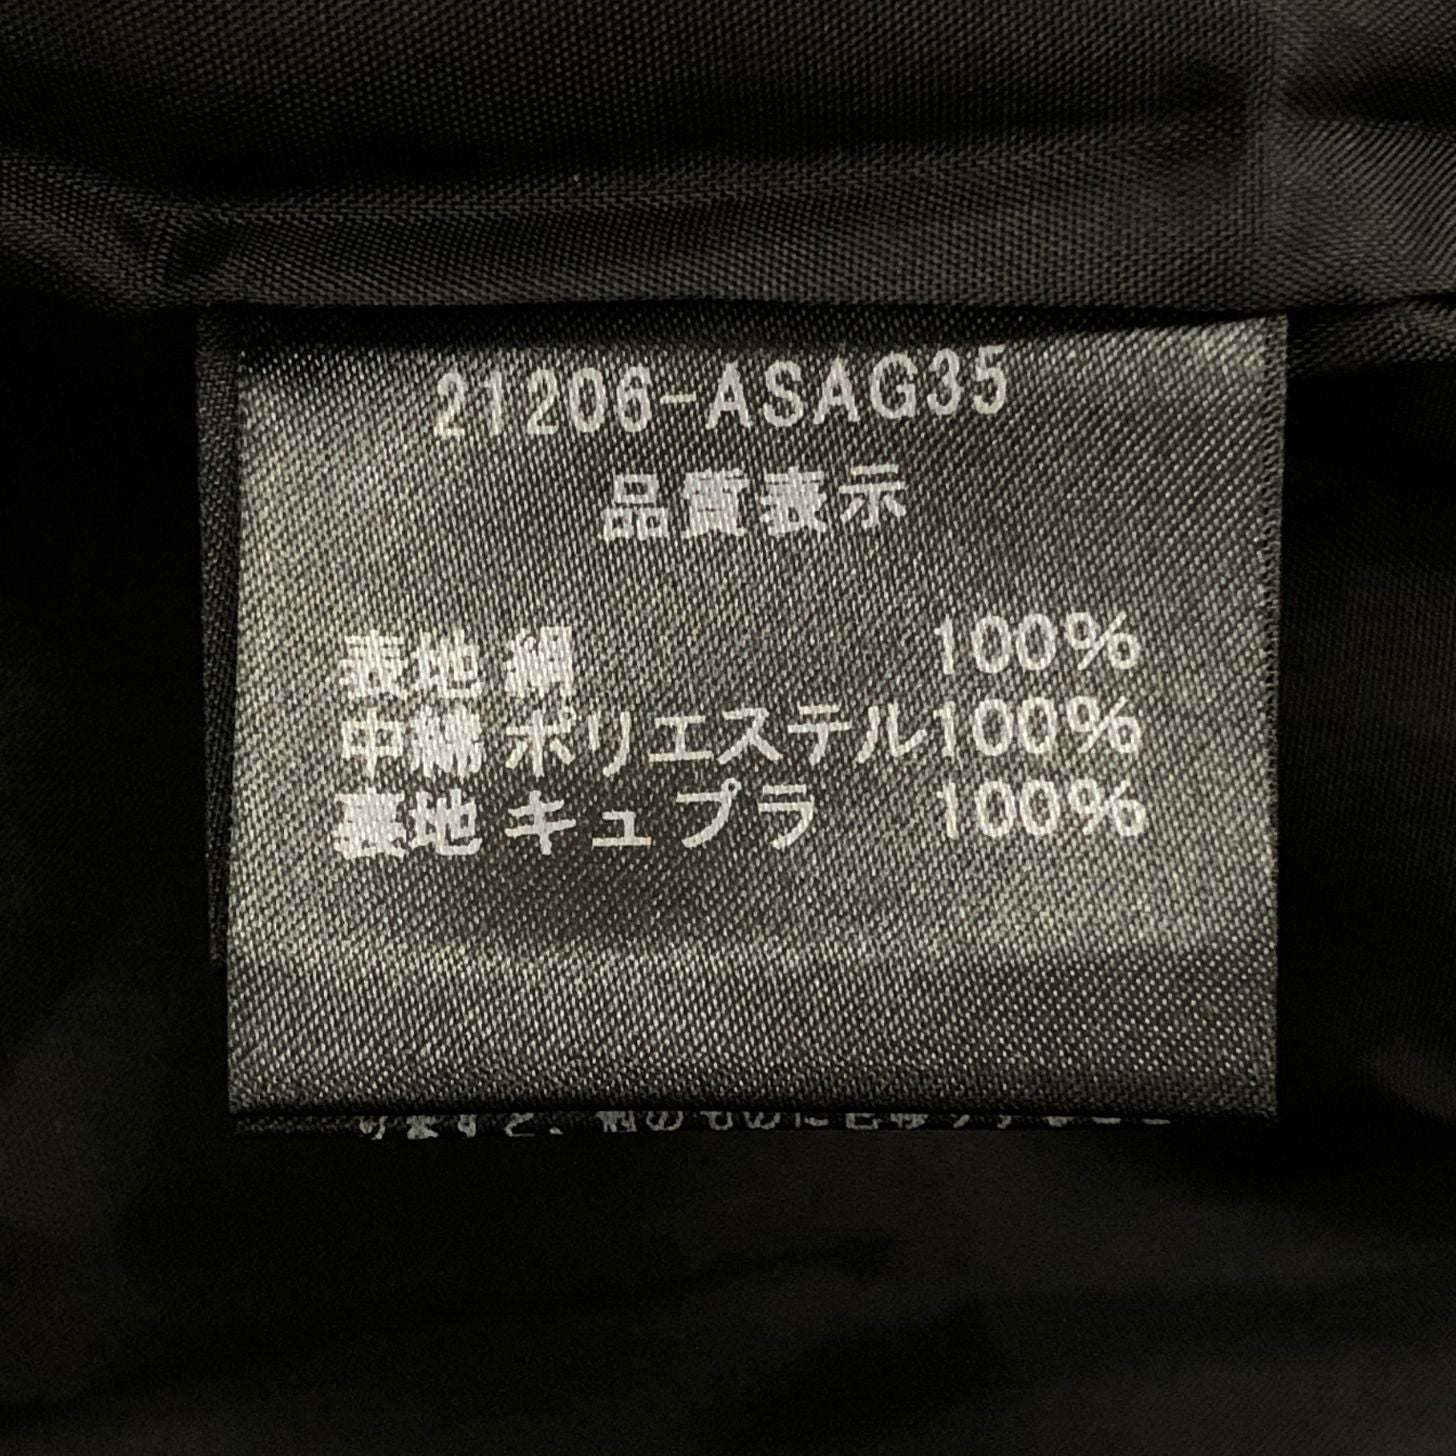 21206-ASAG35
品質表示
表地 絹 100%
中綿 ポリエステル100%
裏地 キュプラ 100%